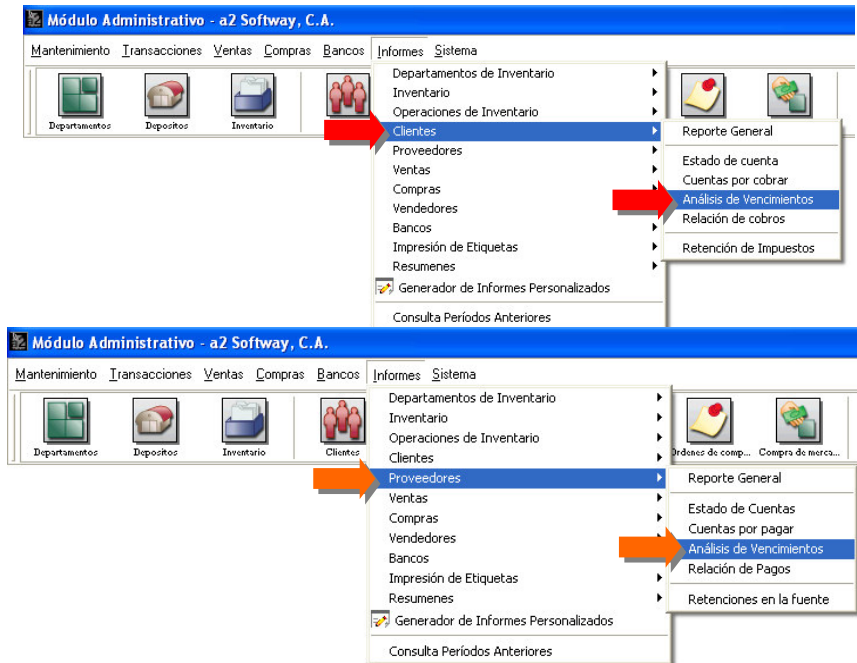 Módulo Administrativo - a2 Softway, C.A.
Mantenimiento Transacciones Ventas Compras Bancos Informes Sistema
Departamentos Depositos Inventario
Departamentos de Inventario
Inventario
Operaciones de Inventario
Clientes
Proveedores
Ventas
Compras
Vendedores
Bancos
Impresión de Etiquetas
Resumenes
Generador de Informes Personalizados
Consulta Períodos Anteriores
Reporte General
Estado de cuenta
Cuentas por cobrar
Análisis de Vencimientos
Relación de cobros
Retención de Impuestos
Módulo Administrativo - a2 Softway, C.A.
Mantenimiento Transacciones Ventas Compras Bancos Informes Sistema
Departamentos Depositos Inventario Clientes Ordenes de comp... Compra de merca...
Departamentos de Inventario
Inventario
Operaciones de Inventario
Clientes
Proveedores
Ventas
Compras
Vendedores
Bancos
Impresión de Etiquetas
Resumenes
Generador de Informes Personalizados
Consulta Períodos Anteriores
Reporte General
Estado de Cuentas
Cuentas por pagar
Análisis de Vencimientos
Relación de Pagos
Retenciones en la fuente